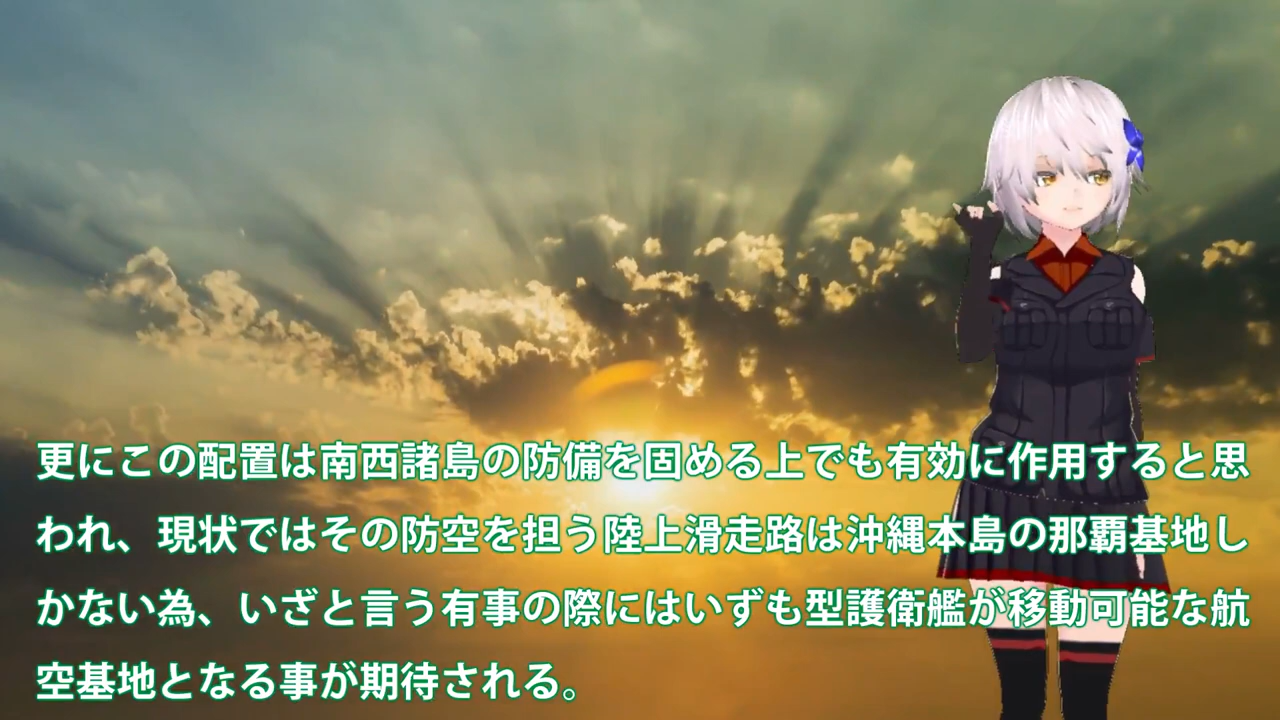 更にこの配置は南西諸島の防備を固める上でも有効に作用すると思
われ、現状ではその防空を担う陸上滑走路は沖縄本島の那覇基地し
かない為、いざと言う有事の際にはいずも型護衛艦が移動可能な航
空基地となる事が期待される。